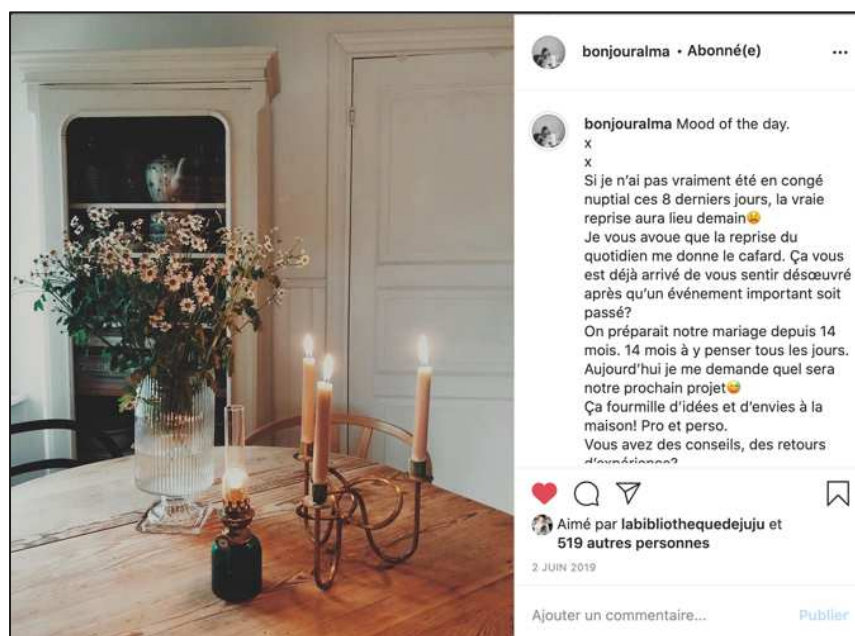 bonjouralma • Abonné(e)
bonjouralma Mood of the day.
x
x
Si je n'ai pas vraiment été en congé
nuptial ces 8 derniers jours, la vraie
reprise aura lieu demain😩
Je vous avoue que la reprise du
quotidien me donne le cafard. Ça vous
est déjà arrivé de vous sentir désœuvré
après qu'un événement important soit
passé?
On préparait notre mariage depuis 14
mois. 14 mois à y penser tous les jours.
Aujourd'hui je me demande quel sera
notre prochain projet😅
Ça fourmille d'idées et d'envies à la
maison! Pro et perso.
Vous avez des conseils, des retours
d'expérience?
Aimé par labibliothequedejuju et
519 autres personnes
2 JUIN 2019
Ajouter un commentaire...
Publier